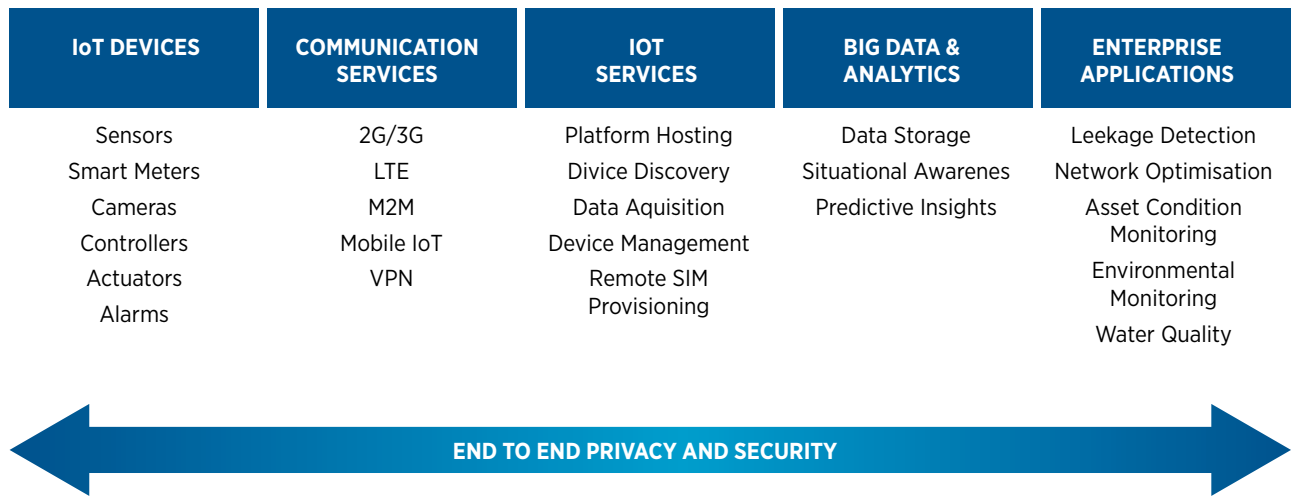 IoT DEVICES
Sensors
Smart Meters
Cameras
Controllers
Actuators
Alarms
COMMUNICATION
SERVICES
2G/3G
LTE
M2M
Mobile IoT
VPN
IOT
SERVICES
Platform Hosting
Divice Discovery
Data Aquisition
Device Management
Remote SIM
Provisioning
BIG DATA &
ANALYTICS
Data Storage
Situational Awarenes
Predictive Insights
ENTERPRISE
APPLICATIONS
Leekage Detection
Network Optimisation
Asset Condition
Monitoring
Environmental
Monitoring
Water Quality
END TO END PRIVACY AND SECURITY